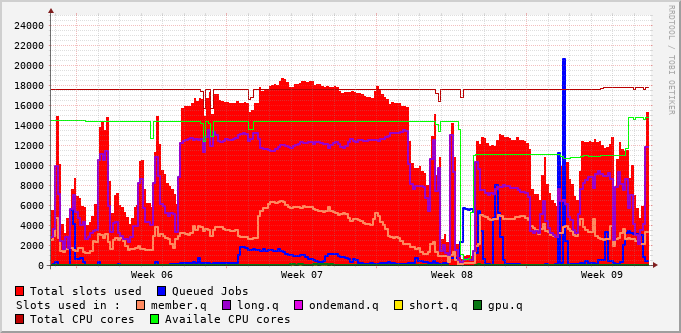 24000
22000
20000
18000
16000
14000
12000
10000
8000
6000
4000
2000
0
Week 06 Week 07 Week 08 Week 09
RRDTOOL / TOBI OETIKER
Total slots used Queued Jobs
Slots used in : member.q long.q ondemand.q short.q gpu.q
Total CPU cores Availale CPU cores